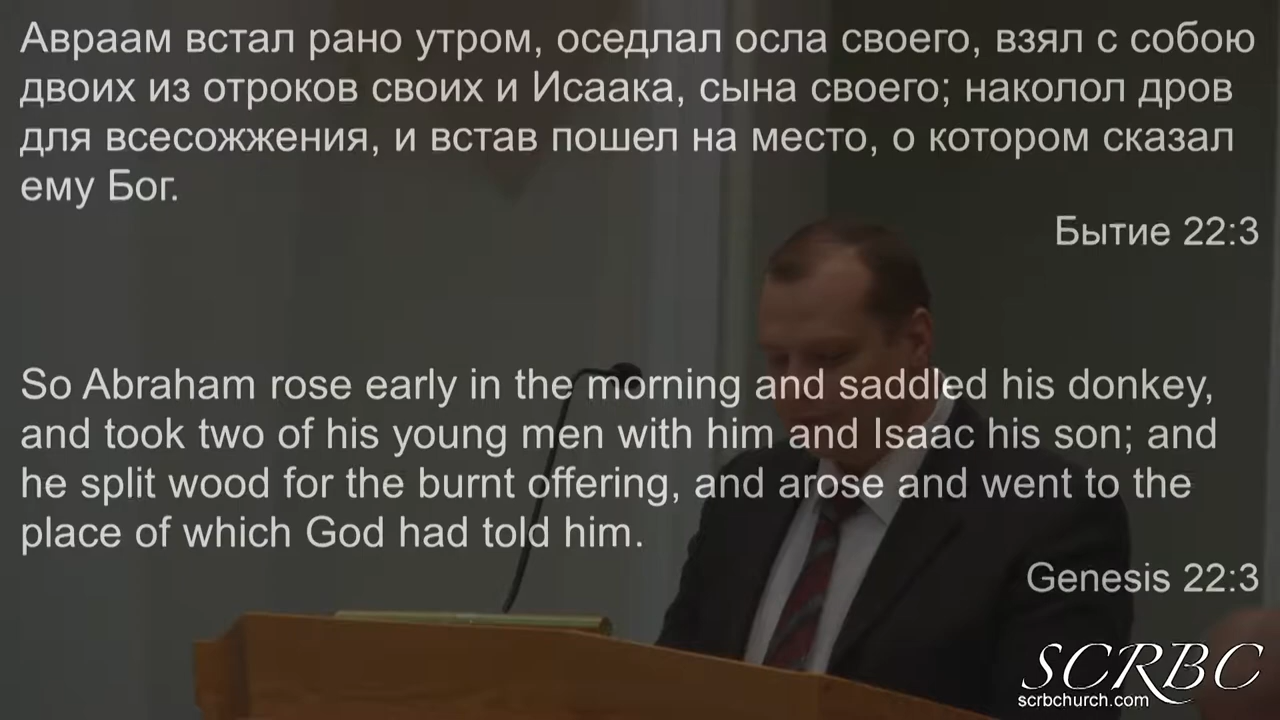 Авраам встал рано утром, оседлал осла своего, взял с собою
двоих из отроков своих и Исаака, сына своего; наколол дров
для всесожжения, и встав пошел на место, о котором сказал
ему Бог.
Бытие 22:3
So Abraham rose early in the morning and saddled his donkey,
and took two of his young men with him and Isaac his son; and
he split wood for the burnt offering, and arose and went to the
place of which God had told him.
Genesis 22:3
SCRBC
scrbchurch.com